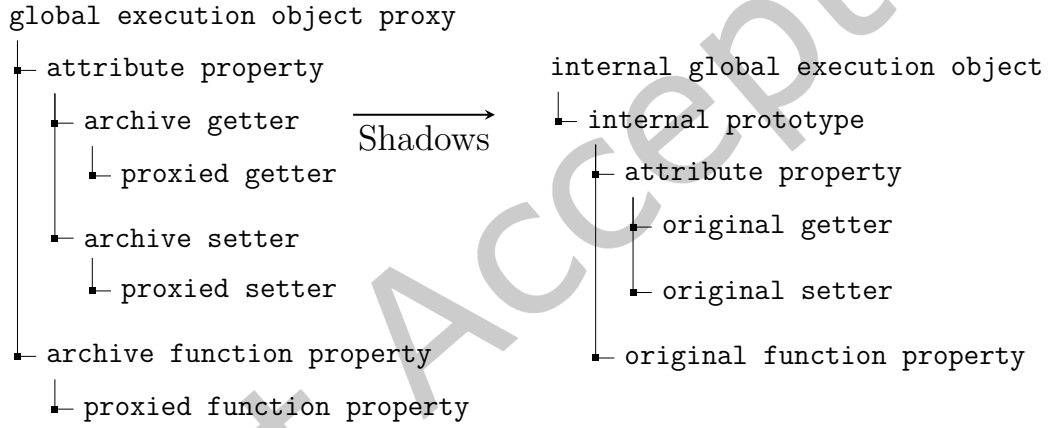 global execution object proxy
attribute property
archive getter
proxied getter
archive setter
proxied setter
archive function property
proxied function property
Shadows
internal global execution object
internal prototype
attribute property
original getter
original setter
original function property
t Accept